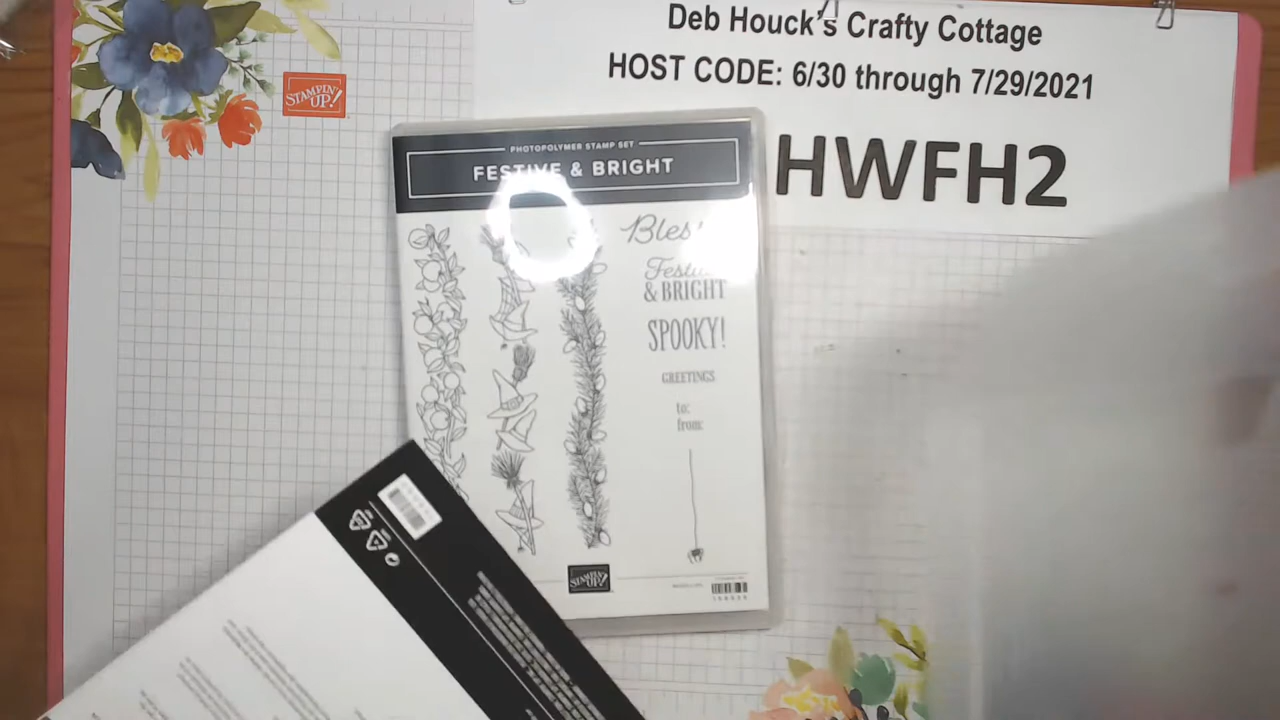 Deb Houck's Crafty Cottage
HOST CODE: 6/30 through 7/29/2021
HWFH2
STAMPIN' UP!
PHOTOPOLYMER STAMP SET
FESTIVE & BRIGHT
& BRIGHT
SPOOKY!
GREETINGS
to:
from:
STAMPIN' UP!